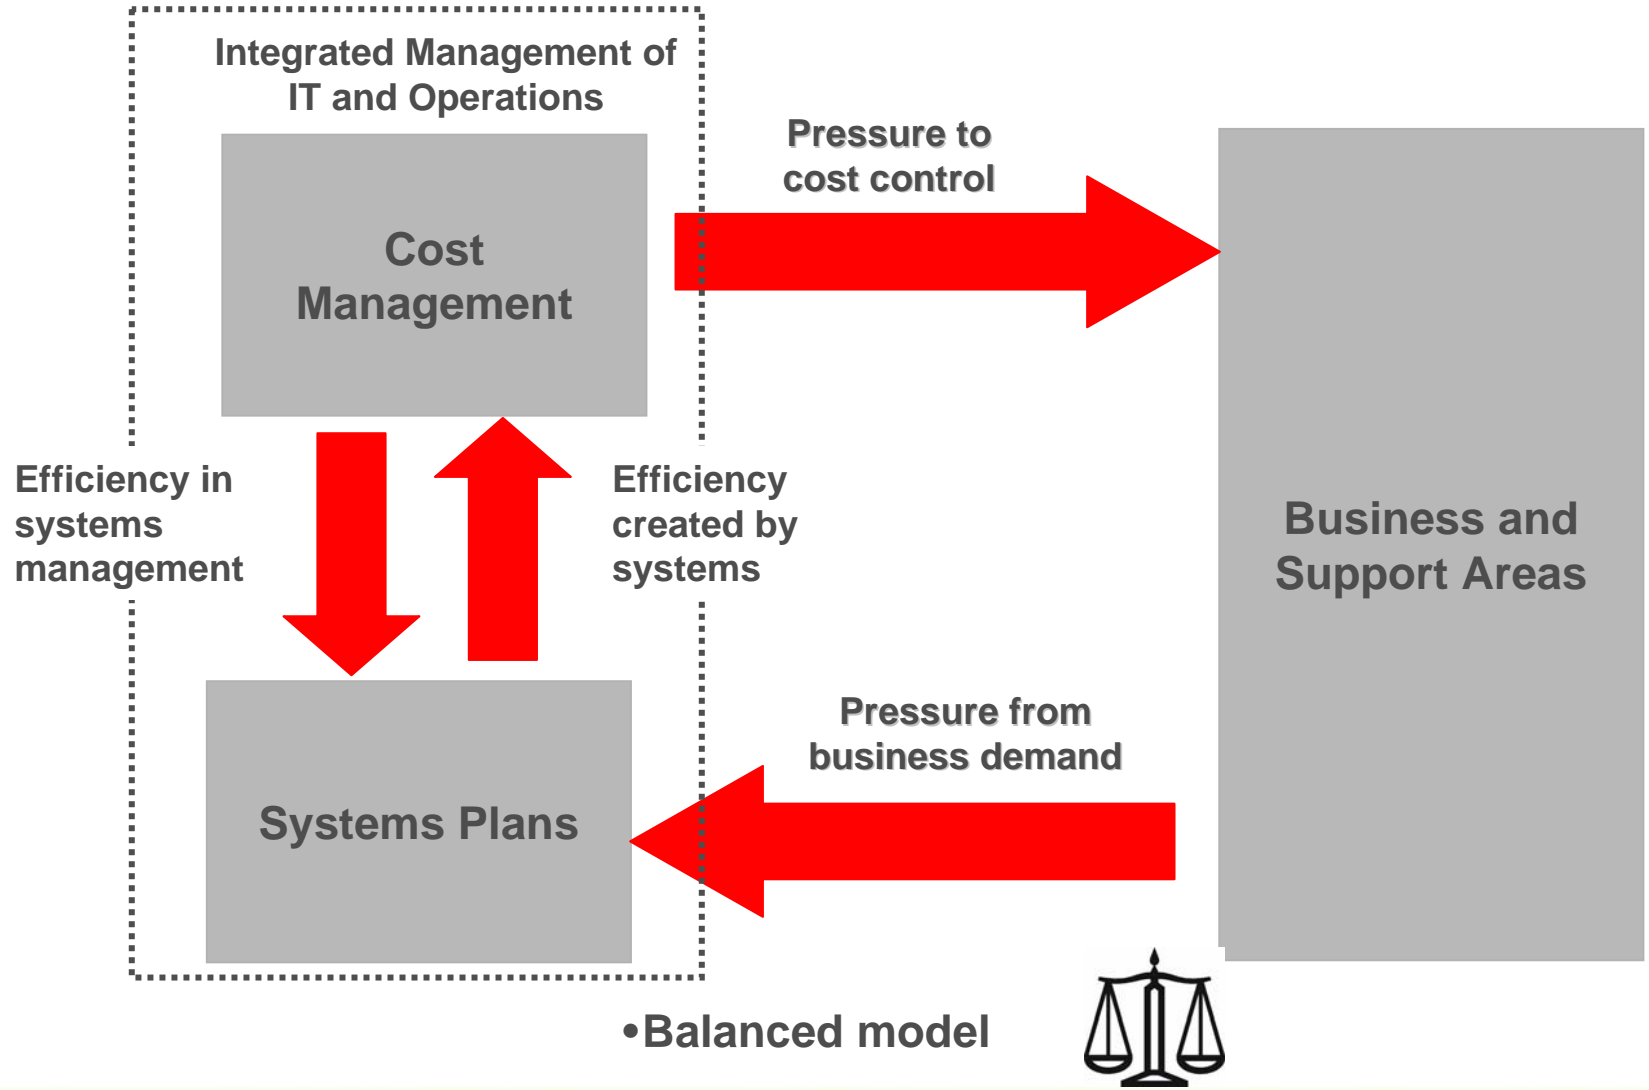 Integrated Management of
IT and Operations
Pressure to
cost control
Cost
Management
Efficiency in
systems
management
Efficiency
created by
systems
Business and
Support Areas
Pressure from
business demand
Systems Plans
•Balanced model